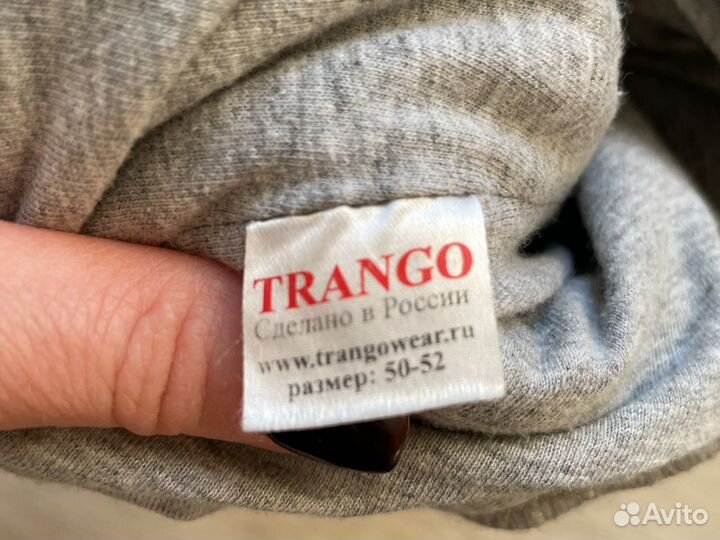 TRANGO
Сделано в России
www.trangowear.ru
размер: 50-52
Avito